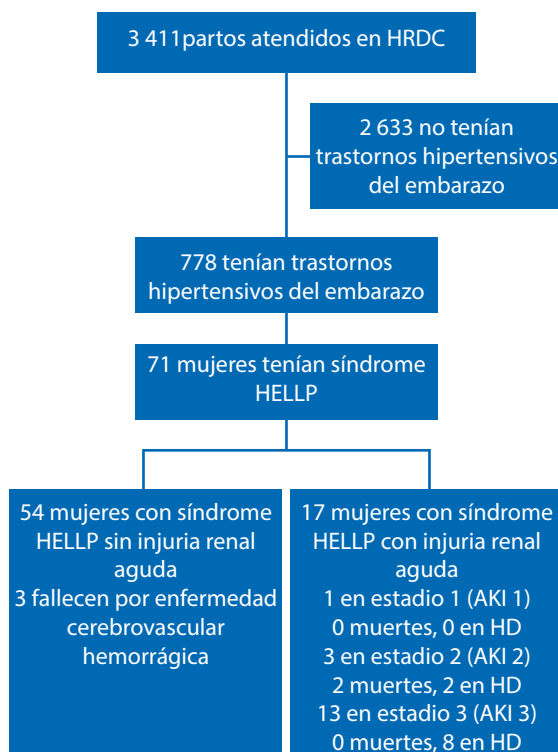 3 411partos atendidos en HRDC
2 633 no tenían
trastornos hipertensivos
del embarazo
778 tenían trastornos
hipertensivos del embarazo
71 mujeres tenían síndrome
HELLP
54 mujeres con síndrome
HELLP sin injuria renal
aguda
3 fallecen por enfermedad
cerebrovascular
hemorrágica
17 mujeres con síndrome
HELLP con injuria renal
aguda
1 en estadio 1 (AKI 1)
0 muertes, 0 en HD
3 en estadio 2 (AKI 2)
2 muertes, 2 en HD
13 en estadio 3 (AKI 3)
0 muertes, 8 en HD